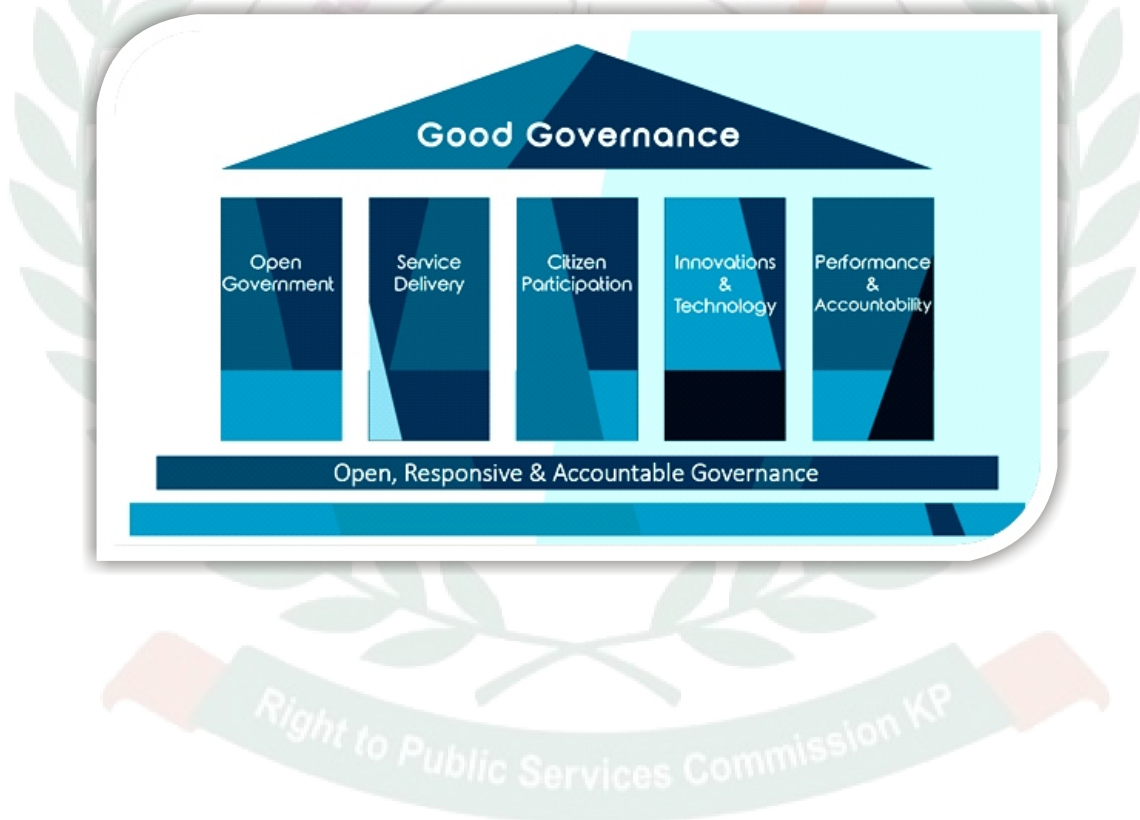 Good Governance
Open
Government
Service
Delivery
Citizen
Participation
Innovations
&
Technology
Performance
&
Accountability
Open, Responsive & Accountable Governance
Right to Public Services Commission KP